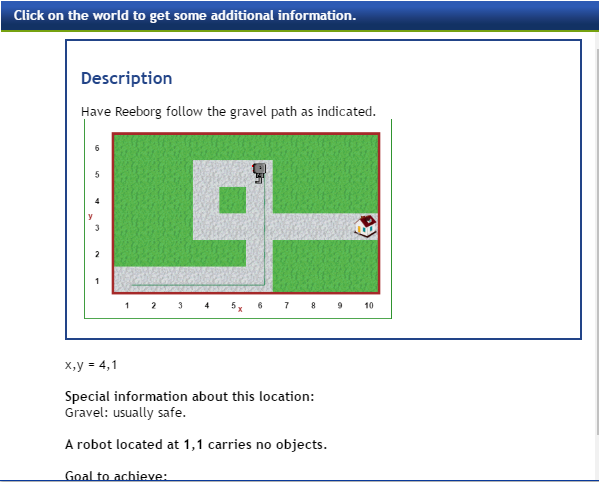 Click on the world to get some additional information.
Description
Have Reeborg follow the gravel path as indicated.
6
5
4
y
3
2
1
1 2 3 4 5 x 6 7 8 9 10
x,y = 4,1
Special information about this location:
Gravel: usually safe.
A robot located at 1,1 carries no objects.
Goal to achieve: